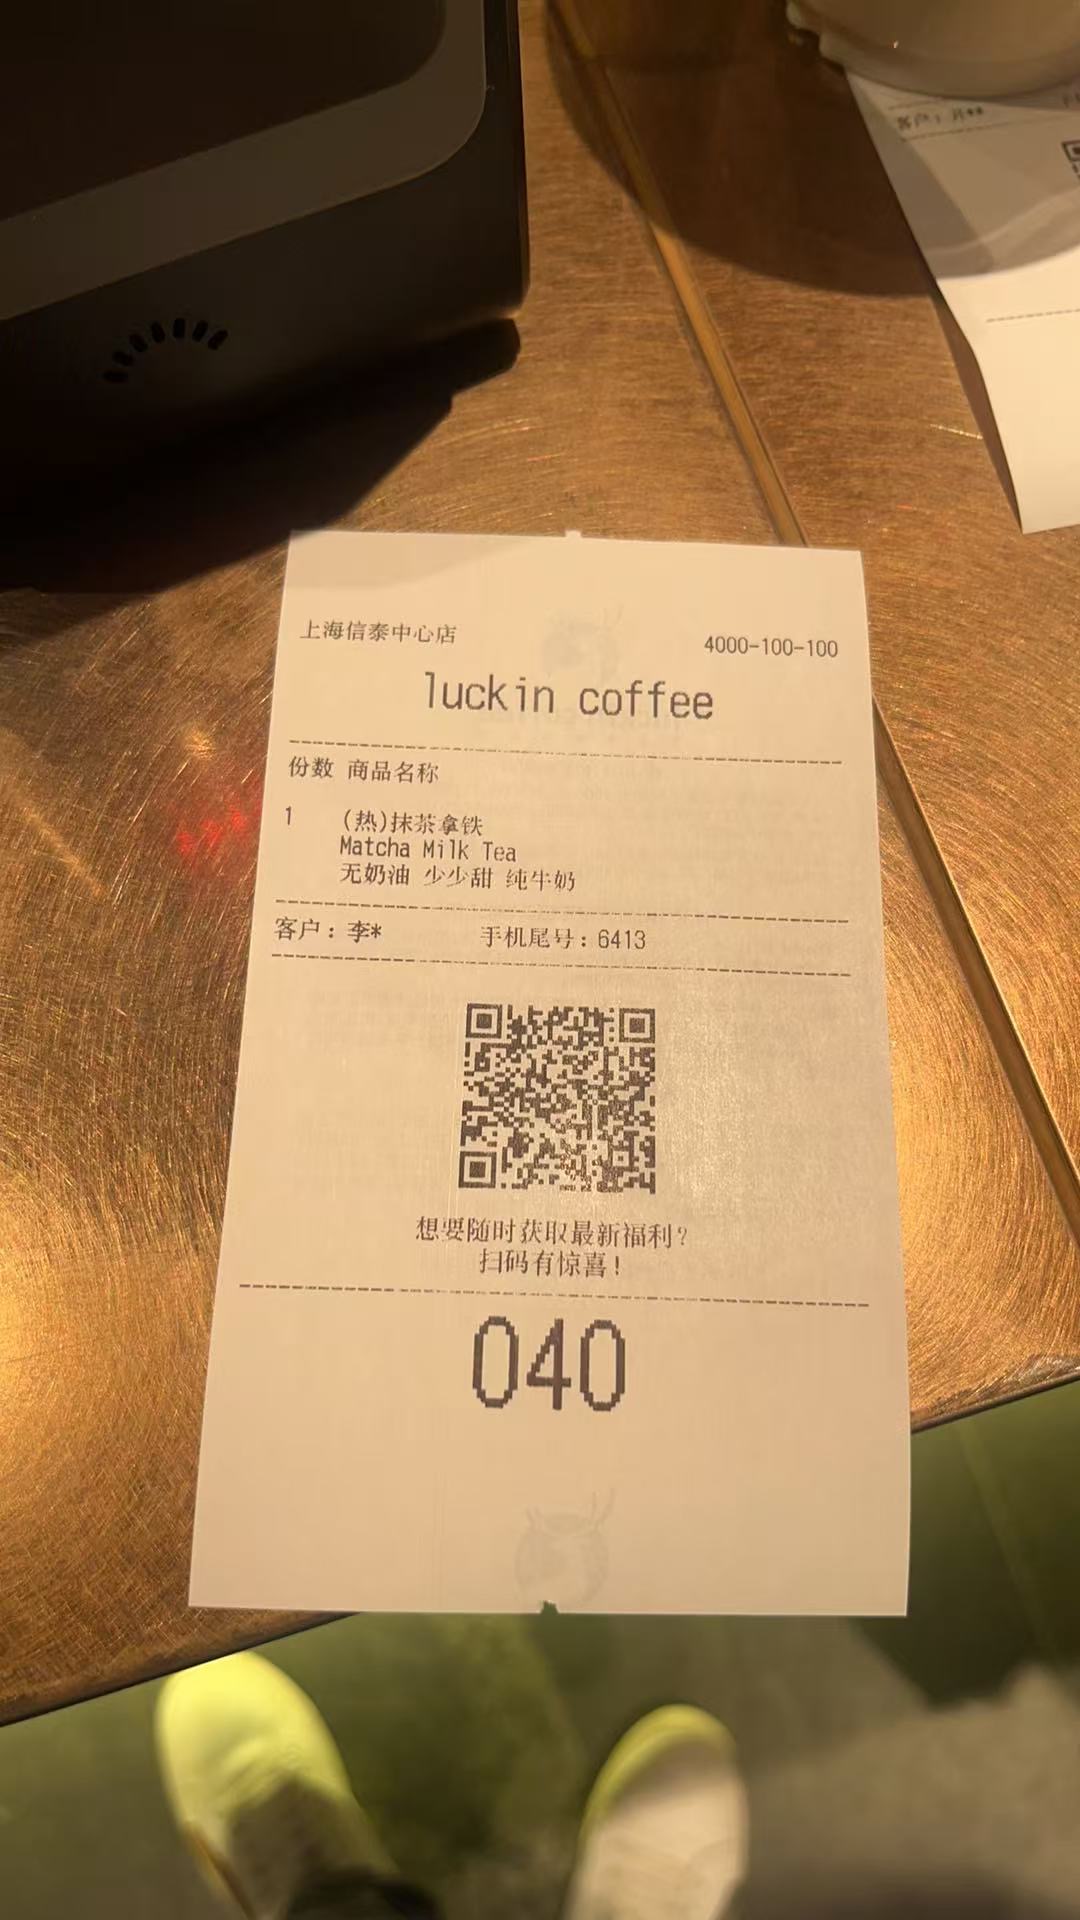 上海信泰中心店 4000-100-100
luckin coffee
份数 商品名称
1 (热)抹茶拿铁
Matcha Milk Tea
无奶油 少少甜 纯牛奶
客户：李* 手机尾号：6413
想要随时获取最新福利？
扫码有惊喜！
040
客户：